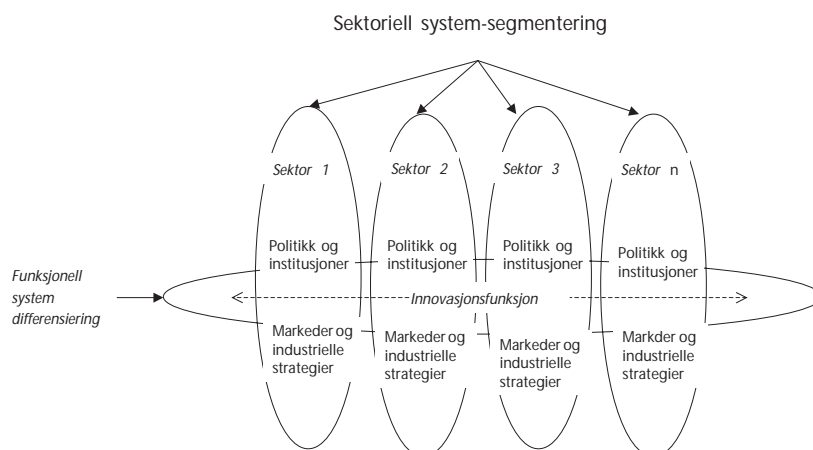 Sektoriell system-segmentering
Sektor 1
Sektor 2
Sektor 3
Sektor n
Politikk og
institusjoner
Politikk og
institusjoner
Politikk og
institusjoner
Politikk og
institusjoner
Funksjonell
system
differensiering
Innovasjonsfunksjon
Markeder og
industrielle
strategier
Markeder og
industrielle
strategier
Markeder og
industrielle
strategier
Markder og
industrielle
strategier